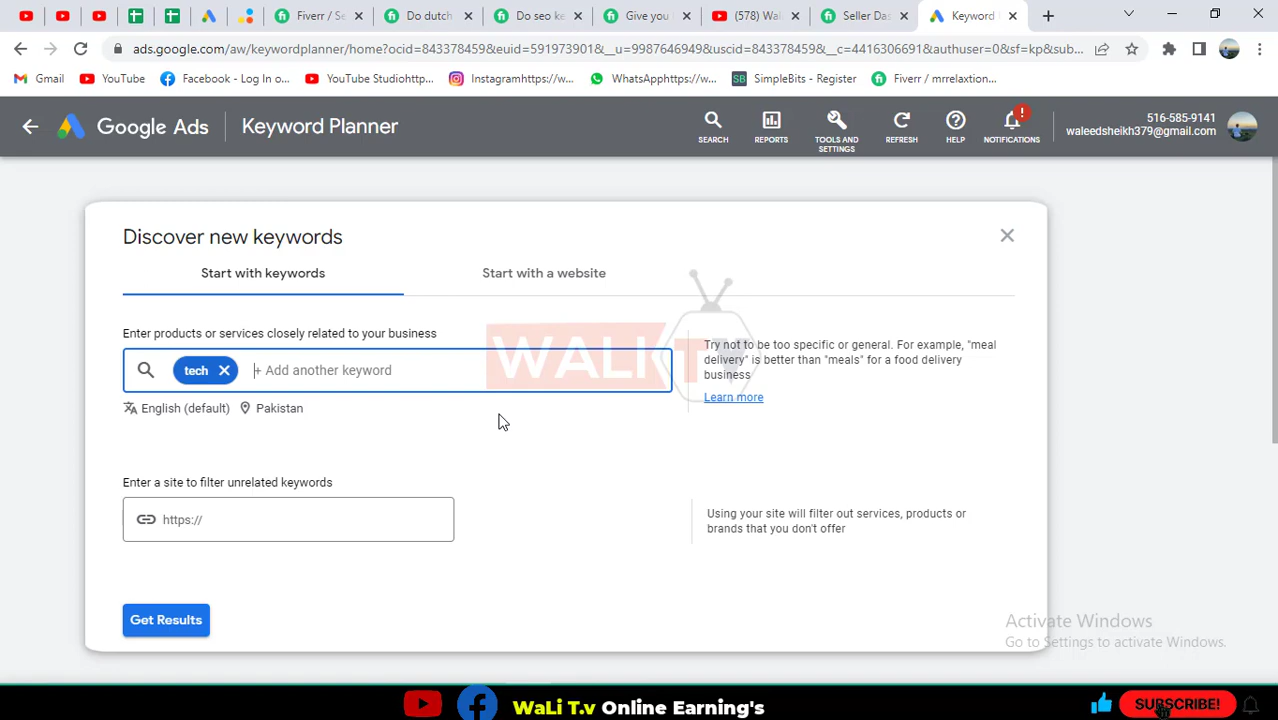 Fiverr / Se
Do dutch
Do seo ke
Give you
(578) Wa
Seller Das
Keyword
ads.google.com/aw/keywordplanner/home?ocid=843378459&euid=591973901&__u=9987646949&uscid=843378459&__c=4416306691&authuser=0&sf=kp&sub...
Gmail
YouTube
Facebook - Log In o...
YouTube Studiohttp...
Instagramhttps://w...
WhatsApphttps://w...
SB
SimpleBits - Register
Fiverr / mrrelaxtion...
Google Ads
Keyword Planner
SEARCH
REPORTS
TOOLS AND
SETTINGS
REFRESH
HELP
NOTIFICATIONS
516-585-9141
waleedsheikh379@gmail.com
Discover new keywords
Start with keywords
Start with a website
Enter products or services closely related to your business
tech
+ Add another keyword
WALI TV
Try not to be too specific or general. For example, "meal
delivery" is better than "meals" for a food delivery
business
Learn more
English (default)
Pakistan
Enter a site to filter unrelated keywords
https://
Using your site will filter out services, products or
brands that you don't offer
Get Results
Activate Windows
Go to Settings to activate Windows.
WaLi T.v Online Earning's
SUBSCRIBE!